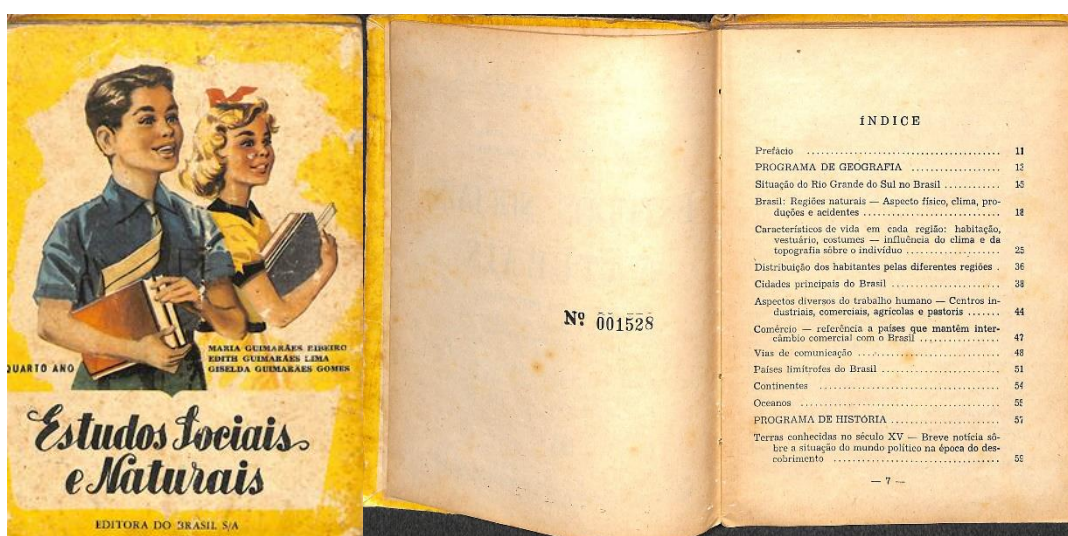 MARIA GUIMARÃES RIBEIRO
EDITH GUIMARÃES LIMA
GISELDA GUIMARÃES GOMES
QUARTO ANO
Estudos Sociais
e Naturais
EDITORA DO BRASIL S/A
Nº 001528
ÍNDICE
Prefácio ........................................ 11
PROGRAMA DE GEOGRAFIA .................. 13
Situação do Rio Grande do Sul no Brasil ............ 15
Brasil: Regiões naturais — Aspecto físico, clima, pro-
duções e acidentes ............................ 18
Característicos de vida em cada região: habitação,
vestuário, costumes — influência do clima e da
topografia sôbre o indivíduo .................... 25
Distribuição dos habitantes pelas diferentes regiões . 36
Cidades principais do Brasil ....................... 38
Aspectos diversos do trabalho humano — Centros in-
dustriais, comerciais, agrícolas e pastoris ....... 44
Comércio — referência a países que mantêm inter-
câmbio comercial com o Brasil ................. 47
Vias de comunicação ............................. 48
Países limítrofes do Brasil ......................... 51
Continentes ..................................... 54
Oceanos ......................................... 55
PROGRAMA DE HISTÓRIA ...................... 57
Terras conhecidas no século XV — Breve notícia sô-
bre a situação do mundo político na época do des-
cobrimento .................................. 59
— 7 —